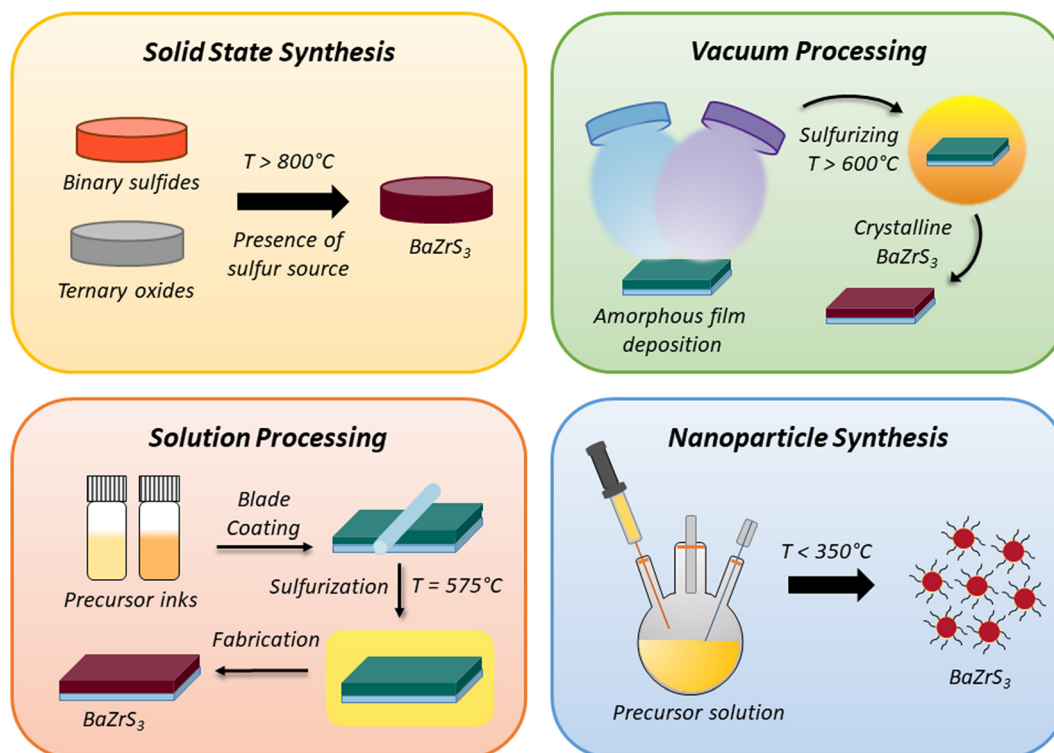 Solid State Synthesis
Binary sulfides
Ternary oxides
T > 800°C
Presence of
sulfur source
BaZrS₃
Vacuum Processing
Sulfurizing
T > 600°C
Crystalline
BaZrS₃
Amorphous film
deposition
Solution Processing
Precursor inks
Blade
Coating
Sulfurization
T = 575°C
Fabrication
BaZrS₃
Nanoparticle Synthesis
Precursor solution
T < 350°C
BaZrS₃